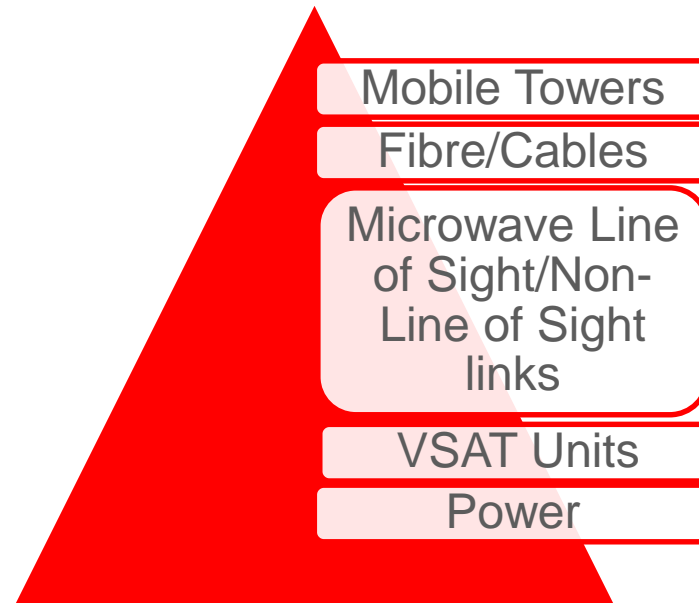 Mobile Towers
Fibre/Cables
Microwave Line
of Sight/Non-
Line of Sight
links
VSAT Units
Power